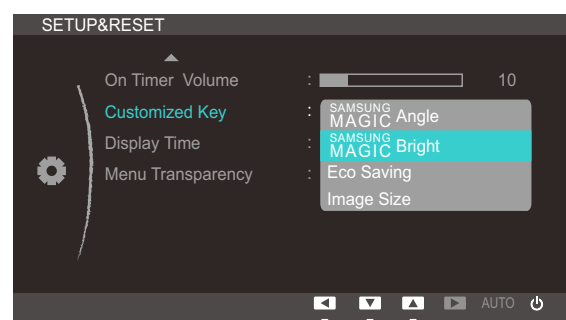 SETUP&RESET
On Timer Volume : 10
Customized Key : SAMSUNG MAGIC Angle
Display Time : SAMSUNG MAGIC Bright
Menu Transparency : Eco Saving
Image Size
AUTO